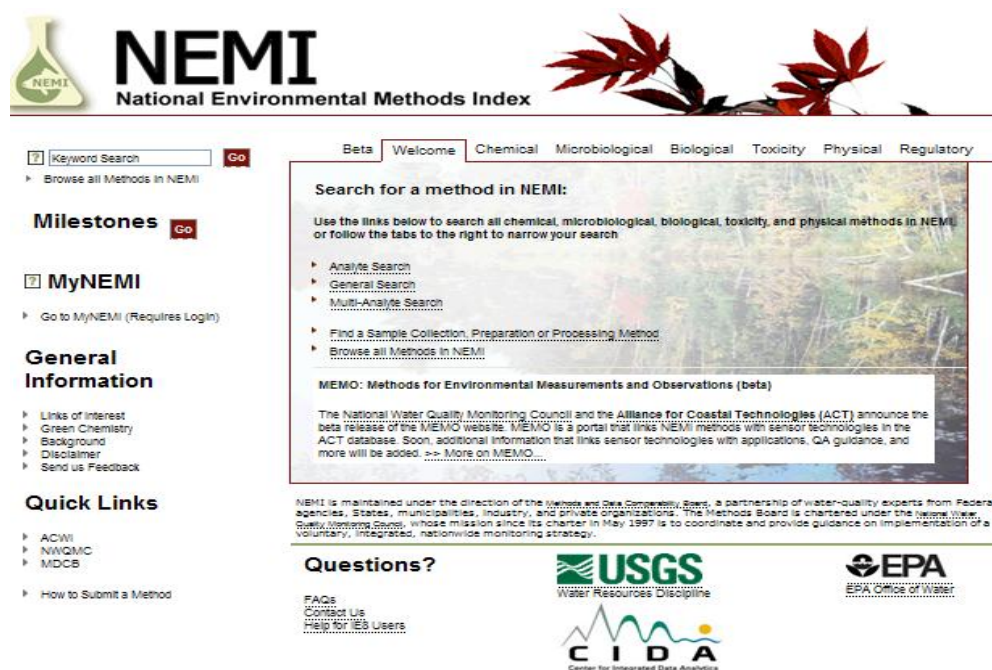 NEMI
NEMI
National Environmental Methods Index
? Keyword Search Go
Browse all Methods in NEMI
Milestones Go
? MyNEMI
Go to MyNEMI (Requires Login)
General
Information
Links of Interest
Green Chemistry
Background
Disclaimer
Send us Feedback
Quick Links
ACWI
NWQMC
MDCB
How to Submit a Method
Beta Welcome Chemical Microbiological Biological Toxicity Physical Regulatory
Search for a method in NEMI:
Use the links below to search all chemical, microbiological, biological, toxicity, and physical methods in NEMI,
or follow the tabs to the right to narrow your search
Analyte Search
General Search
Multi-Analyte Search
Find a Sample Collection, Preparation or Processing Method
Browse all Methods in NEMI
MEMO: Methods for Environmental Measurements and Observations (beta)
The National Water Quality Monitoring Council and the Alliance for Coastal Technologies (ACT) announce the
beta release of the MEMO website. MEMO is a portal that links NEMI methods with sensor technologies in the
ACT database. Soon, additional information that links sensor technologies with applications, QA guidance, and
more will be added. >> More on MEMO...
NEMI is maintained under the direction of the Methods and Data Comparability Board, a partnership of water-quality experts from Federa
agencies, States, municipalities, industry, and private organizations. The Methods Board is chartered under the National Water
Quality Monitoring Council, whose mission since its charter in May 1997 is to coordinate and provide guidance on implementation of a
voluntary, integrated, nationwide monitoring strategy.
Questions?
FAQs
Contact Us
Help for IE8 Users
USGS
Water Resources Discipline
EPA
EPA Office of Water
CIDA
Center for Integrated Data Analytics